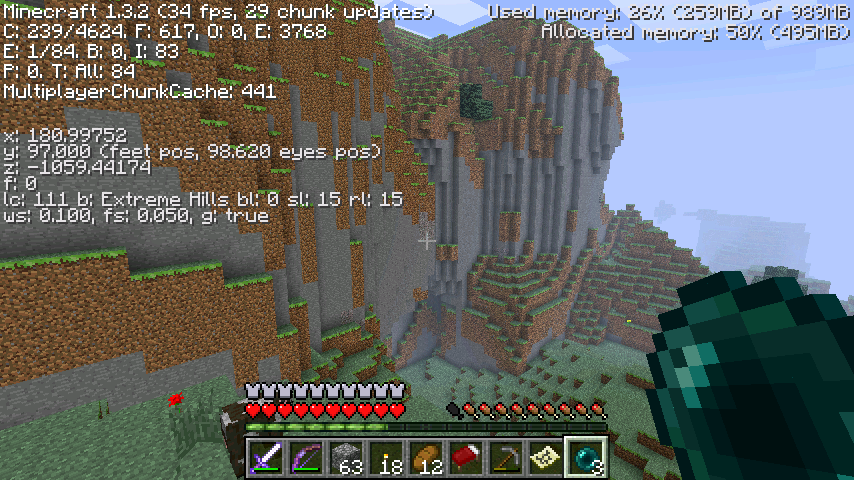 Minecraft 1.3.2 (34 fps, 29 chunk updates)
Used memory: 26% (259MB) of 989MB
C: 239/4624, F: 617, O: 0, E: 3768
Allocated memory: 50% (495MB)
E: 1/84, B: 0, I: 83
P: 0, T: All: 84
MultiplayerChunkCache: 441
x: 180.99752
y: 97.000 (feet pos, 98.620 eyes pos)
z: -1059.44174
f: 0
lc: 111 b: Extreme Hills bl: 0 sl: 15 rl: 15
ws: 0.100, fs: 0.050, g: true
63 18 12 3